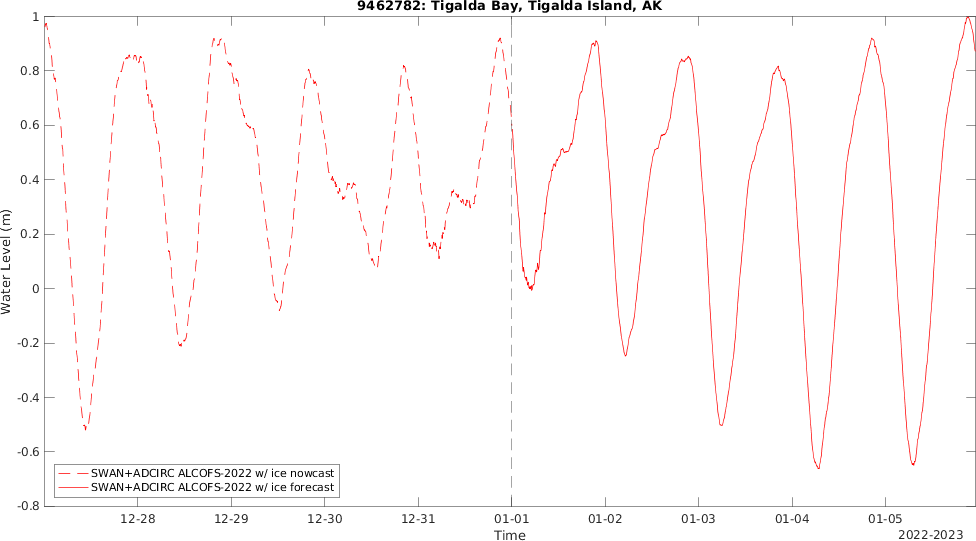 9462782: Tigalda Bay, Tigalda Island, AK
Water Level (m)
1
0.8
0.6
0.4
0.2
0
-0.2
-0.4
-0.6
-0.8
SWAN+ADCIRC ALCOFS-2022 w/ ice nowcast
SWAN+ADCIRC ALCOFS-2022 w/ ice forecast
12-28 12-29 12-30 12-31 01-01 01-02 01-03 01-04 01-05
Time
2022-2023